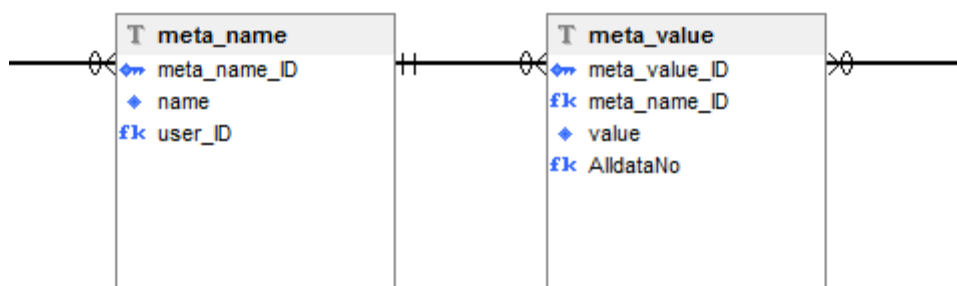 T meta_name
meta_name_ID
name
fk user_ID
T meta_value
meta_value_ID
fk meta_name_ID
value
fk AlldataNo